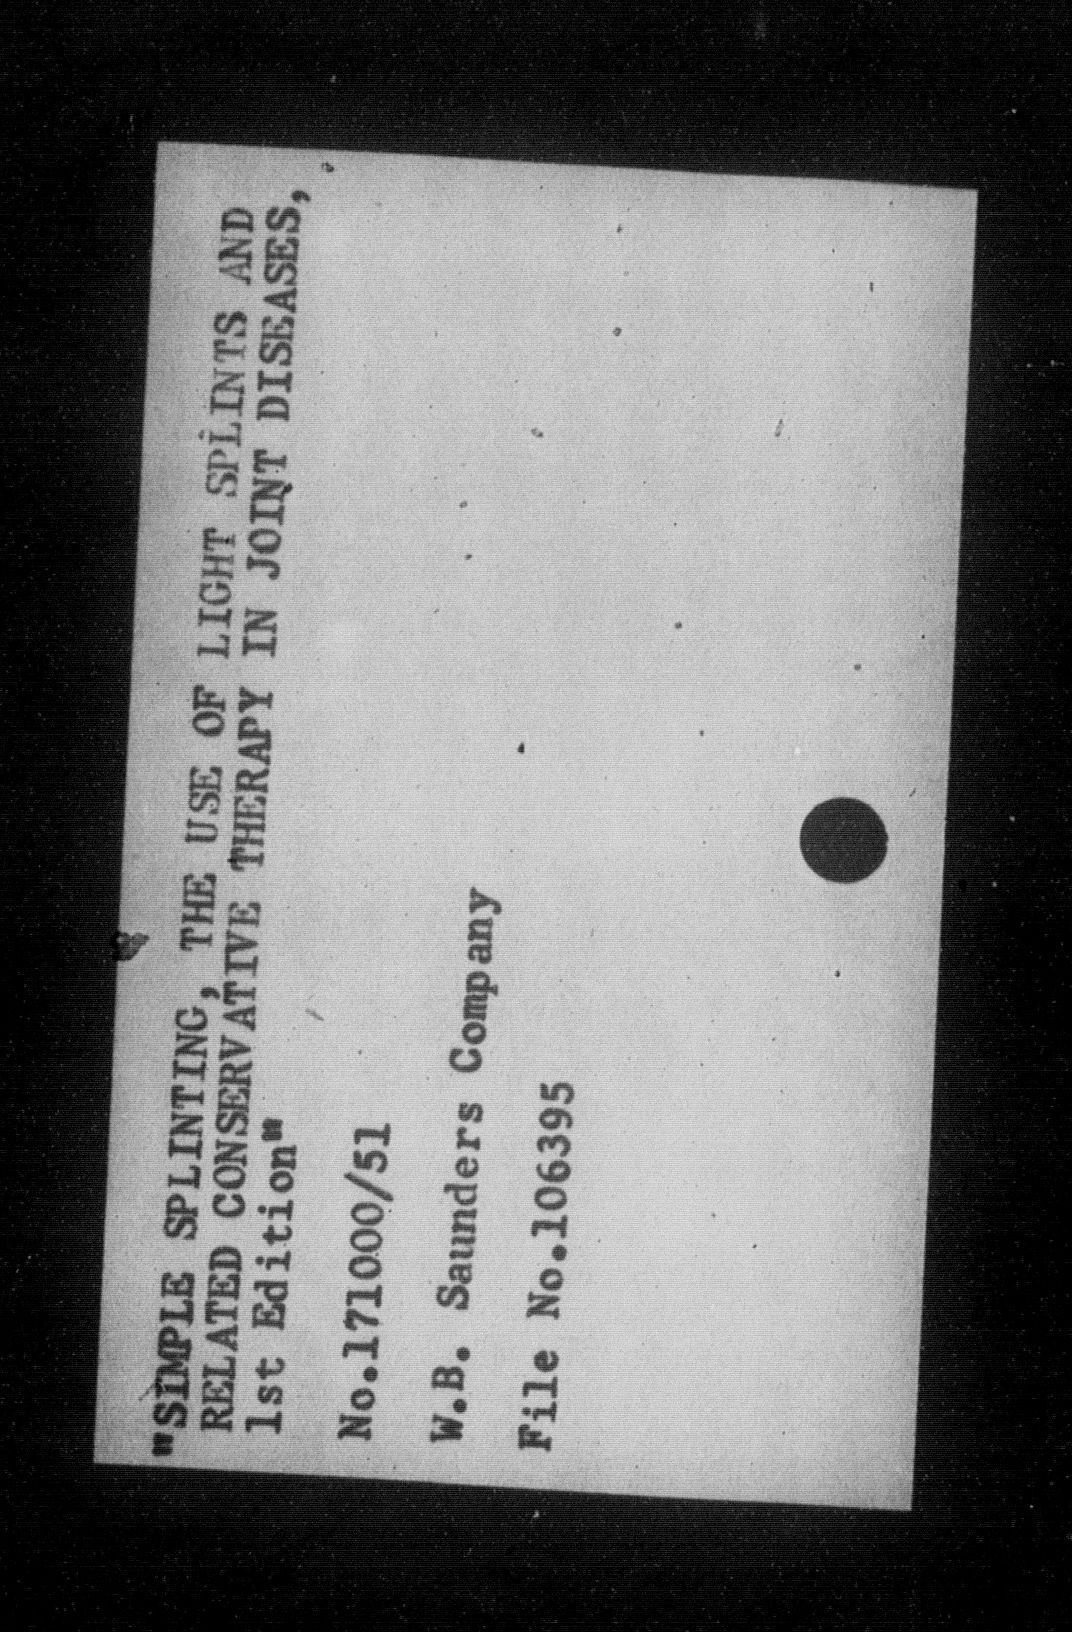 "SIMPLE SPLINTING, THE USE OF LIGHT SPLINTS AND
RELATED CONSERVATIVE THERAPY IN JOINT DISEASES,
1st Edition"
No.171000/51
W.B. Saunders Company
File No.106395